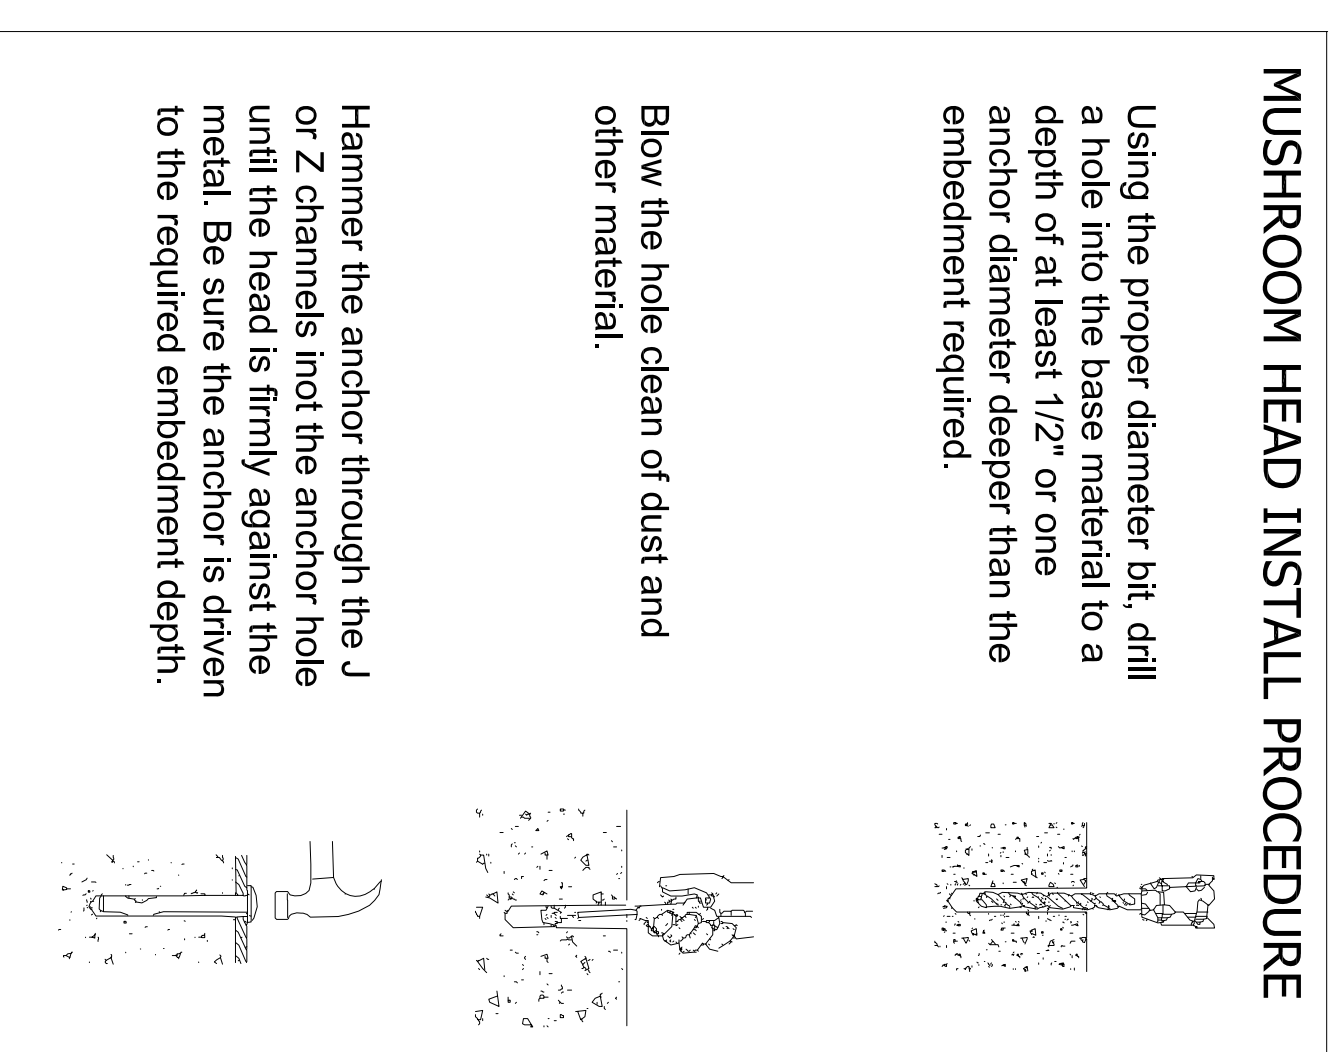 MUSHROOM HEAD INSTALL PROCEDURE
Using the proper diameter bit, drill
a hole into the base material to a
depth of at least 1/2" or one
anchor diameter deeper than the
embedment required.
Blow the hole clean of dust and
other material.
Hammer the anchor through the J
or Z channels inot the anchor hole
until the head is firmly against the
metal. Be sure the anchor is driven
to the required embedment depth.